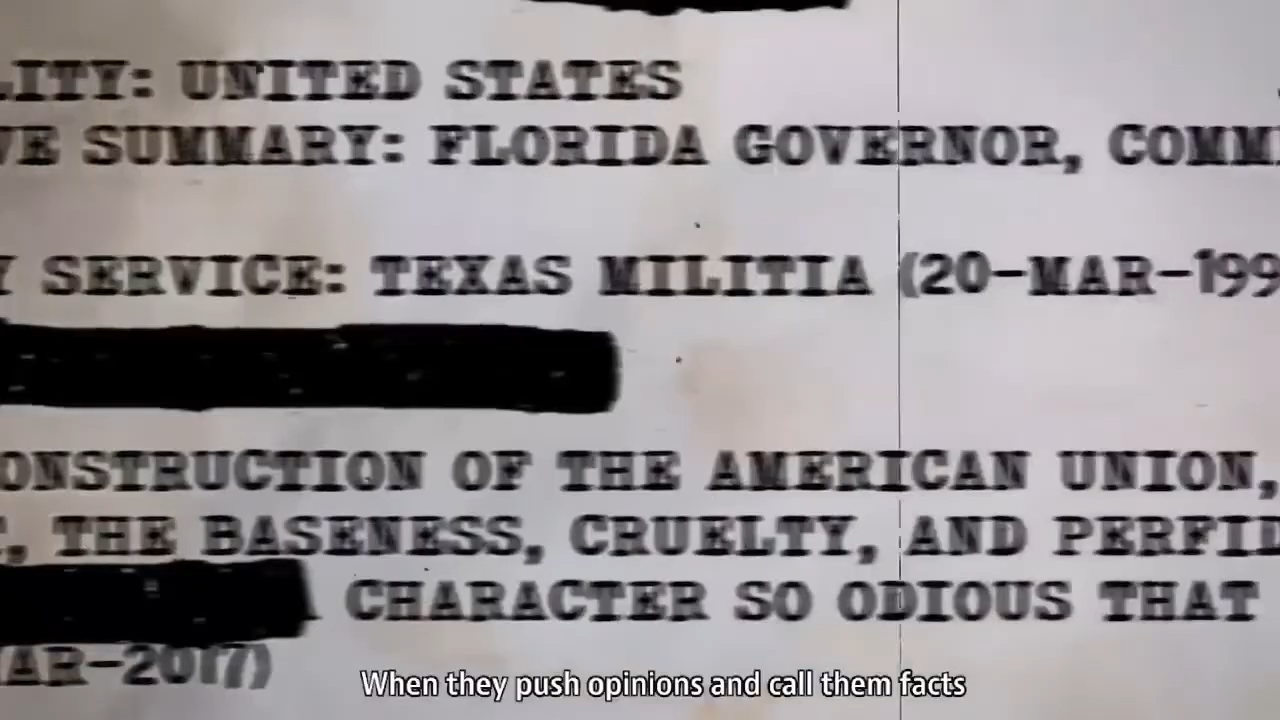 LITY: UNITED STATES
VE SUMMARY: FLORIDA GOVERNOR, COMM
Y SERVICE: TEXAS MILITIA (20-MAR-199
ONSTRUCTION OF THE AMERICAN UNION,
, THE BASENESS, CRUELTY, AND PERFID
CHARACTER SO ODIOUS THAT
MAR-2017)
When they push opinions and call them facts